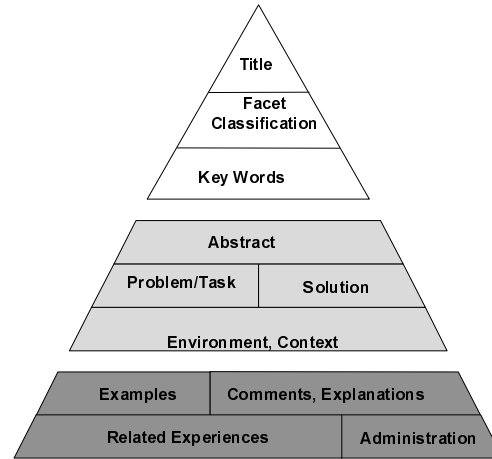 Title
Facet
Classification
Key Words
Abstract
Problem/Task
Solution
Environment, Context
Examples
Comments, Explanations
Related Experiences
Administration